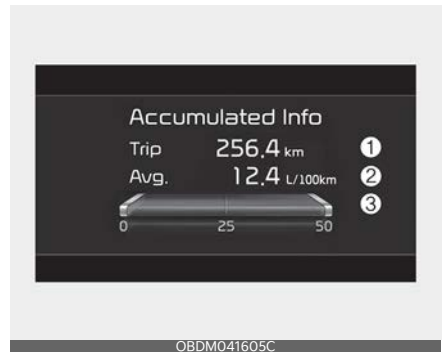 Accumulated Info
Trip 256.4 km ①
Avg. 12.4 L/100km ②
③
0 25 50
OBDM041605C